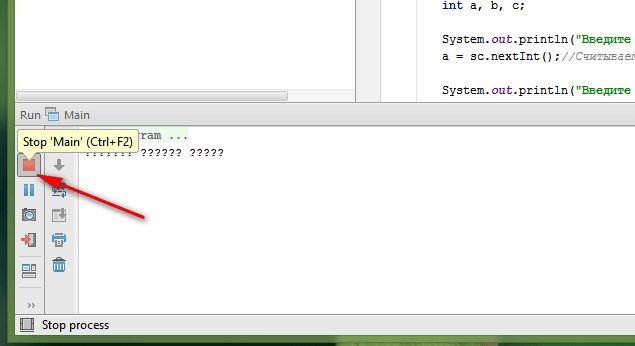 int a, b, c;
System.out.println("Введите
a = sc.nextInt();//Считываем
System.out.println("Введите
Run Main
ram ...
Stop 'Main' (Ctrl+F2)
??????? ?????? ?????
>>
Stop process